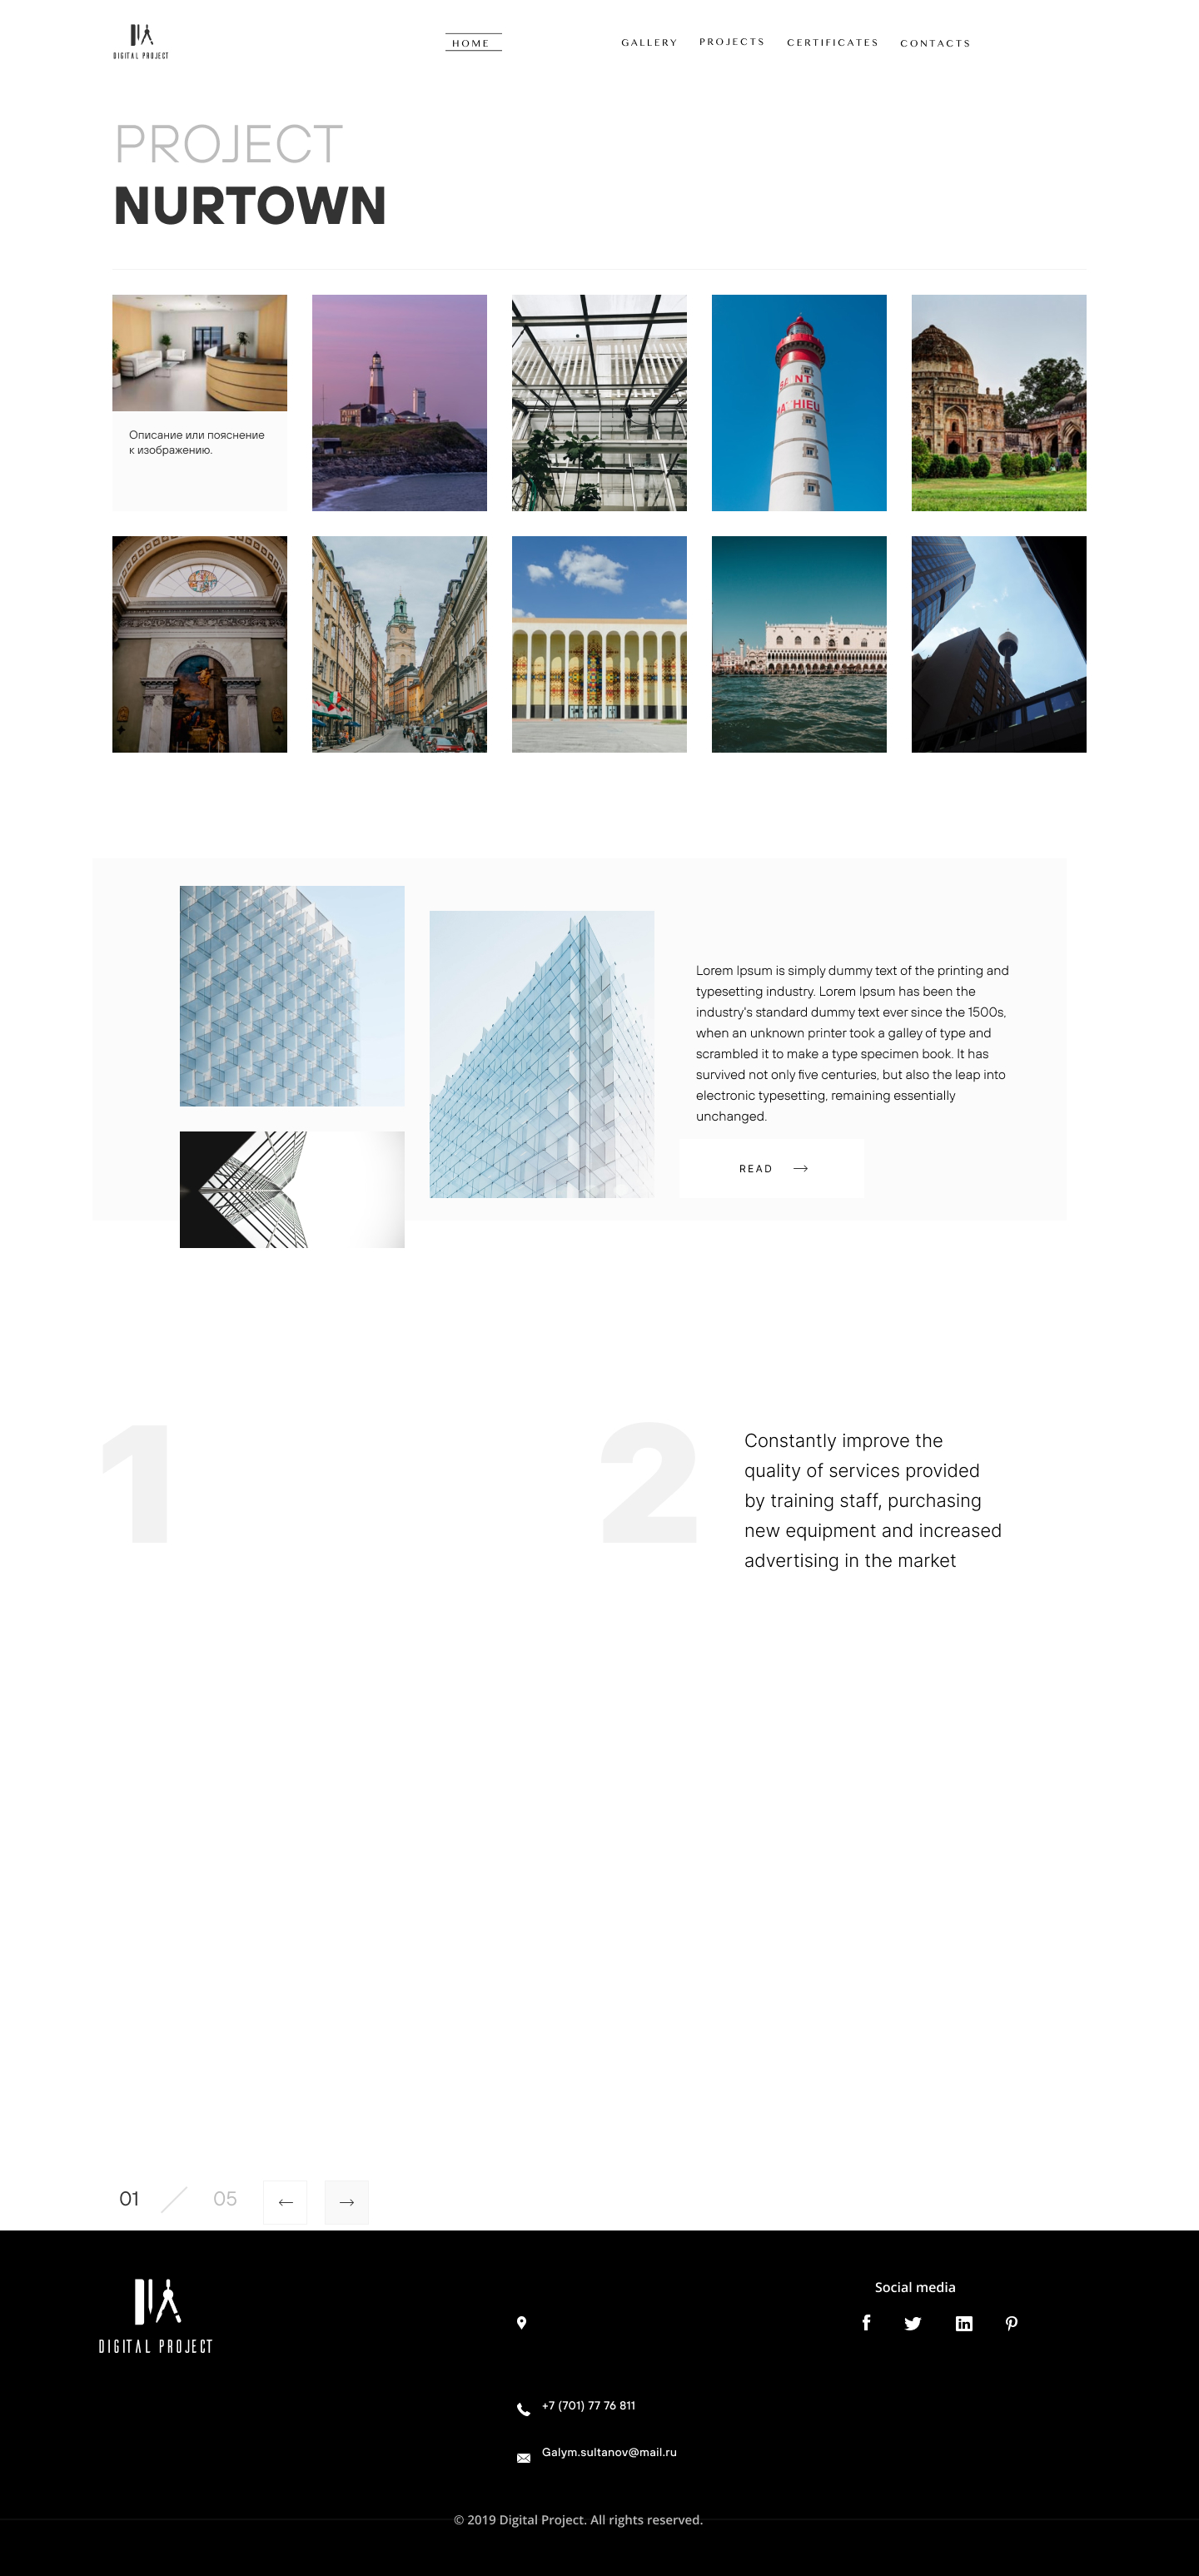 DIGITAL PROJECT
HOME
GALLERY
PROJECTS
CERTIFICATES
CONTACTS
PROJECT
NURTOWN
NT
HIEU
Описание или пояснение
к изображению.
Lorem Ipsum is simply dummy text of the printing and
typesetting industry. Lorem Ipsum has been the
industry's standard dummy text ever since the 1500s,
when an unknown printer took a galley of type and
scrambled it to make a type specimen book. It has
survived not only five centuries, but also the leap into
electronic typesetting, remaining essentially
unchanged.
READ
1
2
Constantly improve the
quality of services provided
by training staff, purchasing
new equipment and increased
advertising in the market
01
05
DIGITAL PROJECT
Social media
+7 (701) 77 76 811
Galym.sultanov@mail.ru
© 2019 Digital Project. All rights reserved.